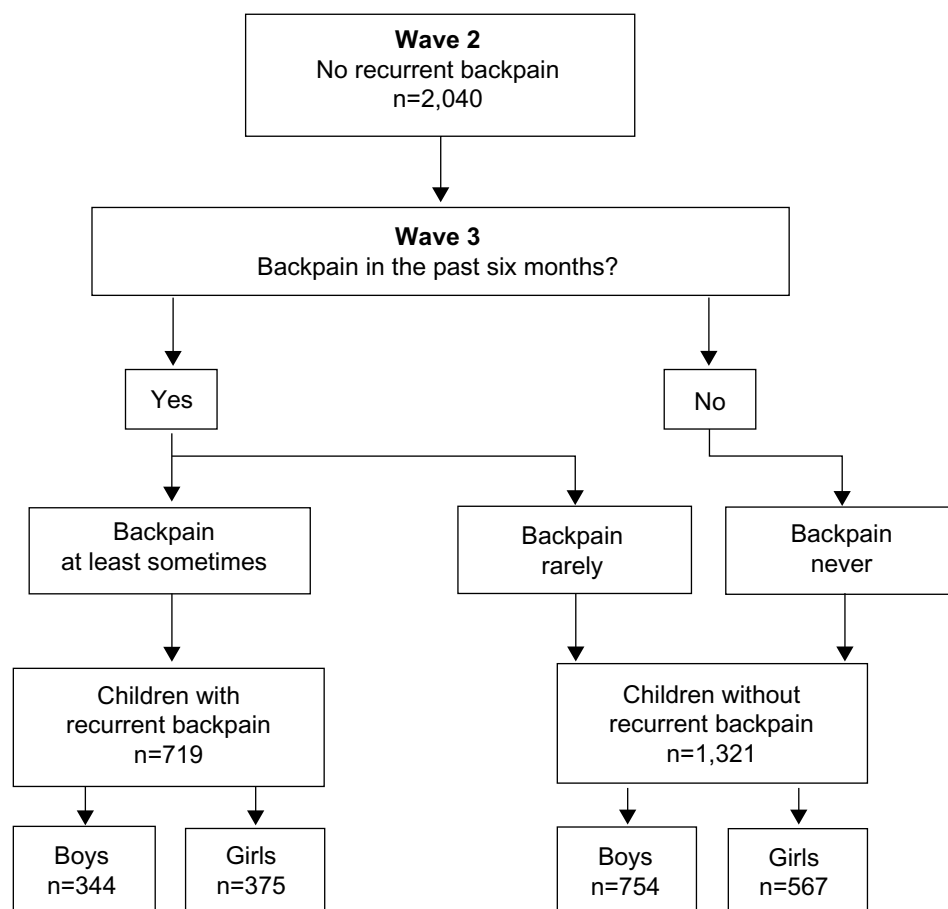 Wave 2
No recurrent backpain
n=2,040
Wave 3
Backpain in the past six months?
Yes
No
Backpain
at least sometimes
Backpain
rarely
Backpain
never
Children with
recurrent backpain
n=719
Children without
recurrent backpain
n=1,321
Boys
n=344
Girls
n=375
Boys
n=754
Girls
n=567